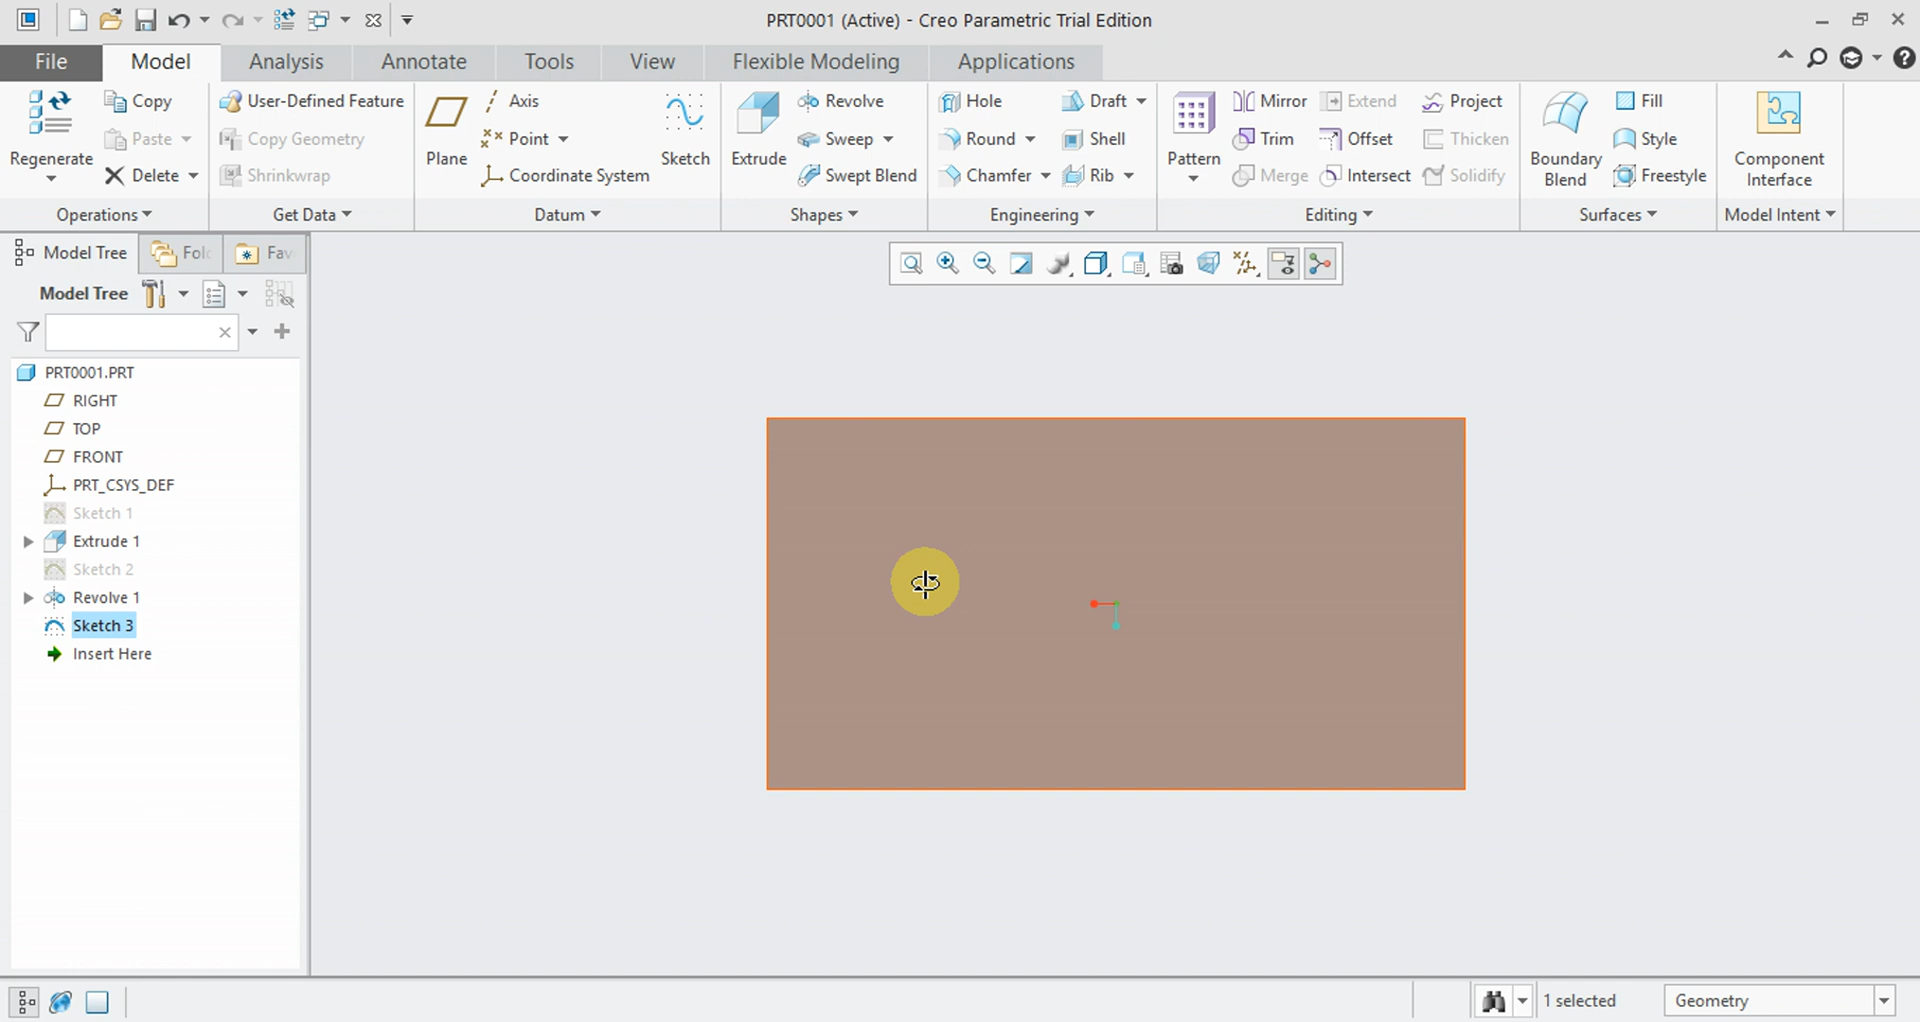 PRT0001 (Active) - Creo Parametric Trial Edition
File Model Analysis Annotate Tools View Flexible Modeling Applications
Regenerate
Copy
Paste
Delete
Operations
User-Defined Feature
Copy Geometry
Shrinkwrap
Get Data
Plane
Axis
Point
Coordinate System
Sketch
Datum
Extrude
Revolve
Sweep
Swept Blend
Shapes
Hole
Round
Chamfer
Draft
Shell
Rib
Engineering
Pattern
Mirror
Trim
Merge
Extend
Offset
Intersect
Project
Thicken
Solidify
Editing
Boundary
Blend
Fill
Style
Freestyle
Surfaces
Component
Interface
Model Intent
Model Tree Fol Fav
Model Tree
PRT0001.PRT
RIGHT
TOP
FRONT
PRT_CSYS_DEF
Sketch 1
Extrude 1
Sketch 2
Revolve 1
Sketch 3
Insert Here
1 selected
Geometry